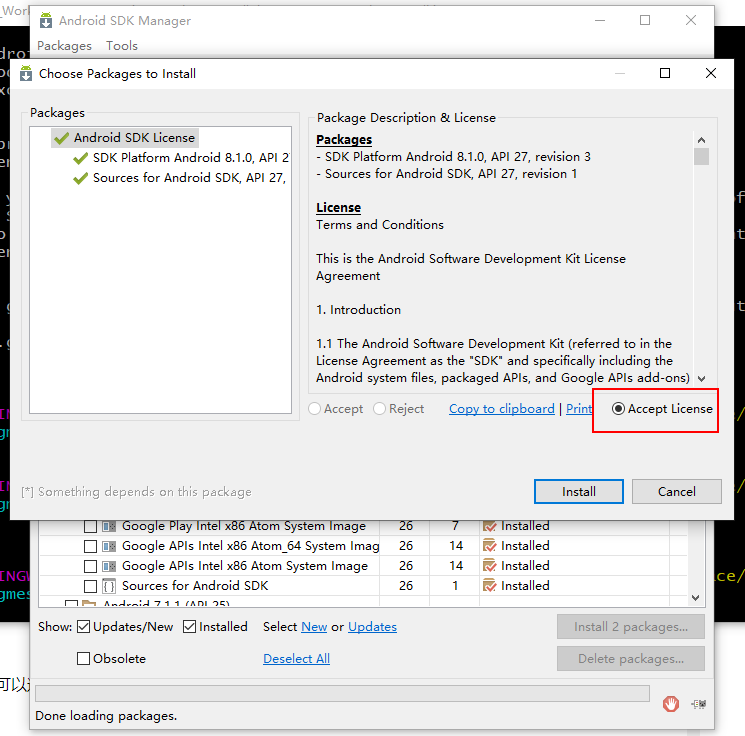 _Work
Android SDK Manager
Packages Tools
Choose Packages to Install
Packages
Android SDK License
SDK Platform Android 8.1.0, API 2
Sources for Android SDK, API 27,
Package Description & License
Packages
- SDK Platform Android 8.1.0, API 27, revision 3
- Sources for Android SDK, API 27, revision 1
License
Terms and Conditions
This is the Android Software Development Kit License
Agreement
1. Introduction
1.1 The Android Software Development Kit (referred to in the
License Agreement as the "SDK" and specifically including the
Android system files, packaged APIs, and Google APIs add-ons)
Accept Reject Copy to clipboard | Print Accept License
[*] Something depends on this package
Install Cancel
Google Play Intel x86 Atom System Image 26 7 Installed
Google APIs Intel x86 Atom_64 System Imag 26 14 Installed
Google APIs Intel x86 Atom System Image 26 14 Installed
Sources for Android SDK 26 1 Installed
Android 7.1.1 (API 25)
Show: Updates/New Installed Select New or Updates Install 2 packages...
Obsolete Deselect All Delete packages...
可以
Done loading packages.